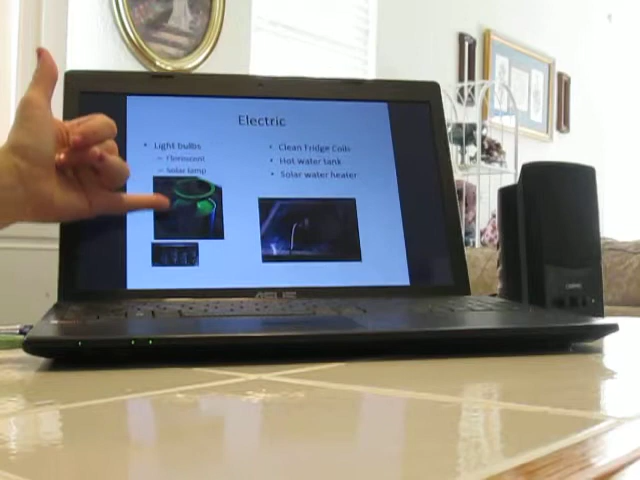 Electric
• Light bulbs
– Florescent
– Solar lamp
• Clean Fridge Coils
• Hot water tank
• Solar water heater
ASUS